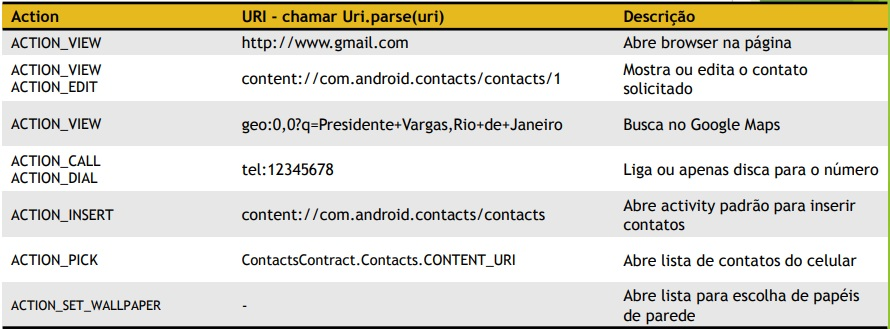 Action URI - chamar Uri.parse(uri) Descrição
ACTION_VIEW http://www.gmail.com Abre browser na página
ACTION_VIEW
ACTION_EDIT content://com.android.contacts/contacts/1 Mostra ou edita o contato
solicitado
ACTION_VIEW geo:0,0?q=Presidente+Vargas,Rio+de+Janeiro Busca no Google Maps
ACTION_CALL
ACTION_DIAL tel:12345678 Liga ou apenas disca para o número
ACTION_INSERT content://com.android.contacts/contacts Abre activity padrão para inserir
contatos
ACTION_PICK ContactsContract.Contacts.CONTENT_URI Abre lista de contatos do celular
ACTION_SET_WALLPAPER - Abre lista para escolha de papéis
de parede